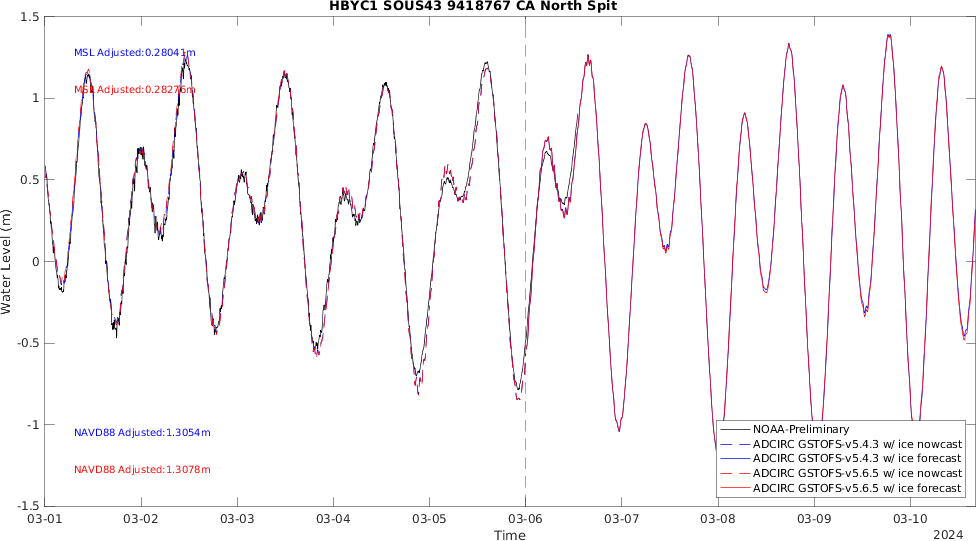 HBYC1 SOUS43 9418767 CA North Spit
1.5
1
0.5
0
-0.5
-1
-1.5
Water Level (m)
MSL Adjusted:0.28041m
MSL Adjusted:0.28276m
NAVD88 Adjusted:1.3054m
NAVD88 Adjusted:1.3078m
NOAA-Preliminary
ADCIRC GSTOFS-v5.4.3 w/ ice nowcast
ADCIRC GSTOFS-v5.4.3 w/ ice forecast
ADCIRC GSTOFS-v5.6.5 w/ ice nowcast
ADCIRC GSTOFS-v5.6.5 w/ ice forecast
03-01 03-02 03-03 03-04 03-05 03-06 03-07 03-08 03-09 03-10
Time
2024